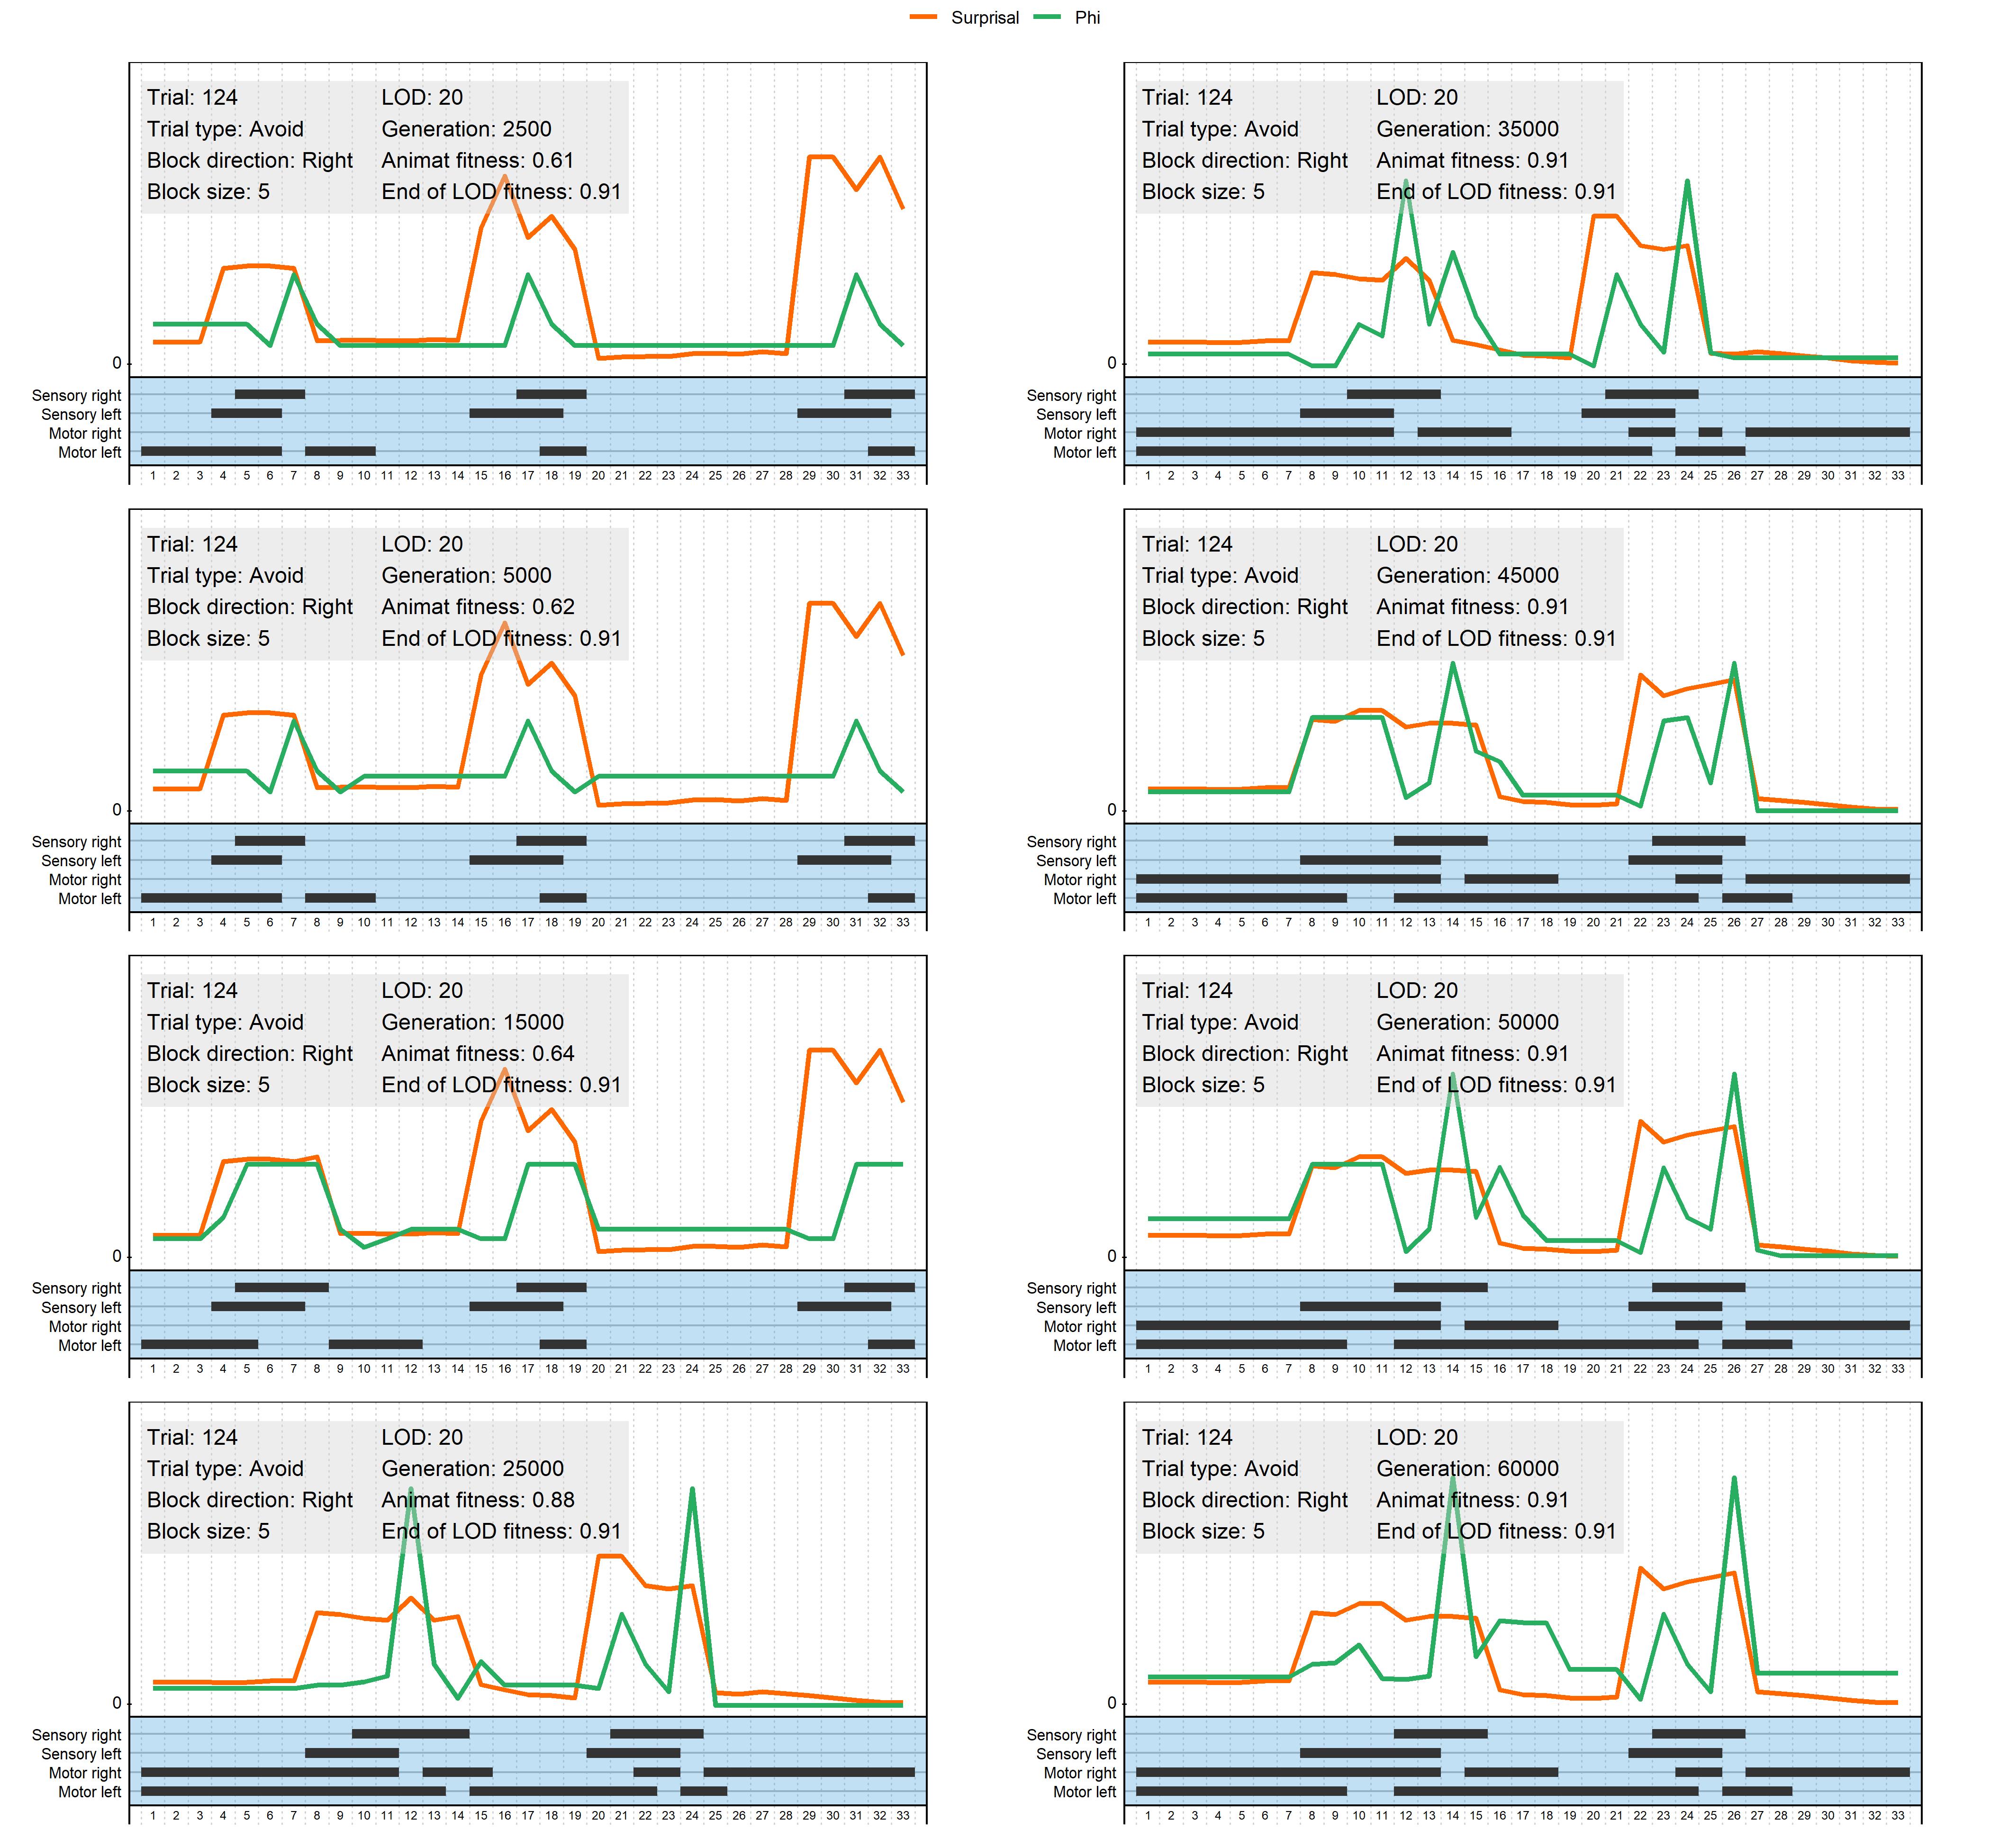 Surprisal Phi
Trial: 124 LOD: 20
Trial type: Avoid Generation: 2500
Block direction: Right Animat fitness: 0.61
Block size: 5 End of LOD fitness: 0.91
0
Sensory right
Sensory left
Motor right
Motor left
1 2 3 4 5 6 7 8 9 10 11 12 13 14 15 16 17 18 19 20 21 22 23 24 25 26 27 28 29 30 31 32 33
Trial: 124 LOD: 20
Trial type: Avoid Generation: 35000
Block direction: Right Animat fitness: 0.91
Block size: 5 End of LOD fitness: 0.91
0
Sensory right
Sensory left
Motor right
Motor left
1 2 3 4 5 6 7 8 9 10 11 12 13 14 15 16 17 18 19 20 21 22 23 24 25 26 27 28 29 30 31 32 33
Trial: 124 LOD: 20
Trial type: Avoid Generation: 5000
Block direction: Right Animat fitness: 0.62
Block size: 5 End of LOD fitness: 0.91
0
Sensory right
Sensory left
Motor right
Motor left
1 2 3 4 5 6 7 8 9 10 11 12 13 14 15 16 17 18 19 20 21 22 23 24 25 26 27 28 29 30 31 32 33
Trial: 124 LOD: 20
Trial type: Avoid Generation: 45000
Block direction: Right Animat fitness: 0.91
Block size: 5 End of LOD fitness: 0.91
0
Sensory right
Sensory left
Motor right
Motor left
1 2 3 4 5 6 7 8 9 10 11 12 13 14 15 16 17 18 19 20 21 22 23 24 25 26 27 28 29 30 31 32 33
Trial: 124 LOD: 20
Trial type: Avoid Generation: 15000
Block direction: Right Animat fitness: 0.64
Block size: 5 End of LOD fitness: 0.91
0
Sensory right
Sensory left
Motor right
Motor left
1 2 3 4 5 6 7 8 9 10 11 12 13 14 15 16 17 18 19 20 21 22 23 24 25 26 27 28 29 30 31 32 33
Trial: 124 LOD: 20
Trial type: Avoid Generation: 50000
Block direction: Right Animat fitness: 0.91
Block size: 5 End of LOD fitness: 0.91
0
Sensory right
Sensory left
Motor right
Motor left
1 2 3 4 5 6 7 8 9 10 11 12 13 14 15 16 17 18 19 20 21 22 23 24 25 26 27 28 29 30 31 32 33
Trial: 124 LOD: 20
Trial type: Avoid Generation: 25000
Block direction: Right Animat fitness: 0.88
Block size: 5 End of LOD fitness: 0.91
0
Sensory right
Sensory left
Motor right
Motor left
1 2 3 4 5 6 7 8 9 10 11 12 13 14 15 16 17 18 19 20 21 22 23 24 25 26 27 28 29 30 31 32 33
Trial: 124 LOD: 20
Trial type: Avoid Generation: 60000
Block direction: Right Animat fitness: 0.91
Block size: 5 End of LOD fitness: 0.91
0
Sensory right
Sensory left
Motor right
Motor left
1 2 3 4 5 6 7 8 9 10 11 12 13 14 15 16 17 18 19 20 21 22 23 24 25 26 27 28 29 30 31 32 33